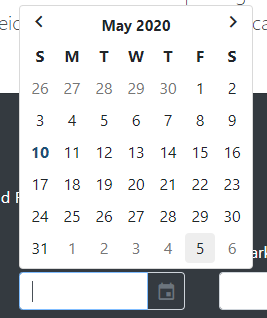 May 2020
S M T W T F S
26 27 28 29 30 1 2
3 4 5 6 7 8 9
10 11 12 13 14 15 16
17 18 19 20 21 22 23
24 25 26 27 28 29 30
31 1 2 3 4 5 6